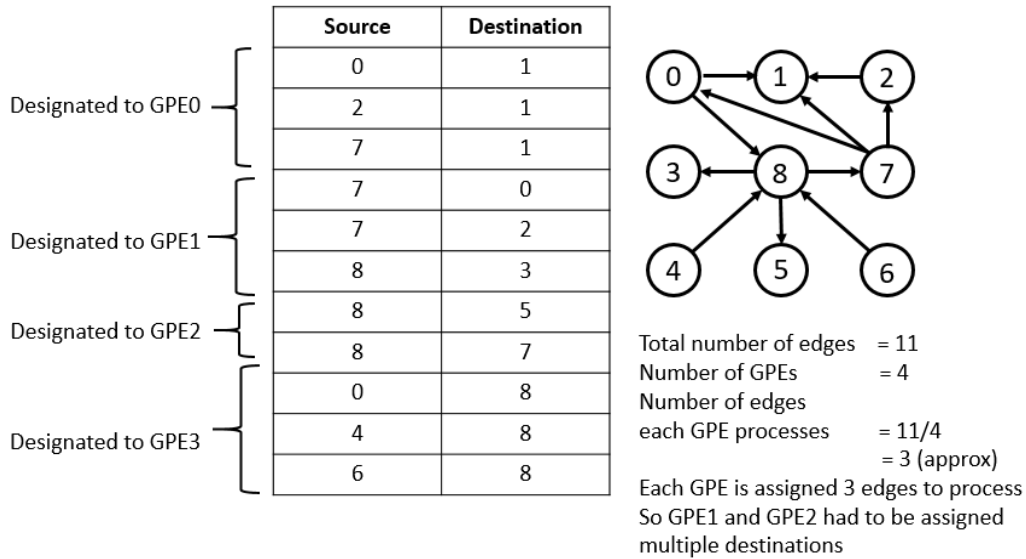 Source Destination
0 1
Designated to GPE0
2 1
7 1
7 0
Designated to GPE1
7 2
8 3
Designated to GPE2
8 5
8 7
0 8
Designated to GPE3
4 8
6 8
0 1 2
3 8 7
4 5 6
Total number of edges = 11
Number of GPEs = 4
Number of edges
each GPE processes = 11/4
= 3 (approx)
Each GPE is assigned 3 edges to process
So GPE1 and GPE2 had to be assigned
multiple destinations